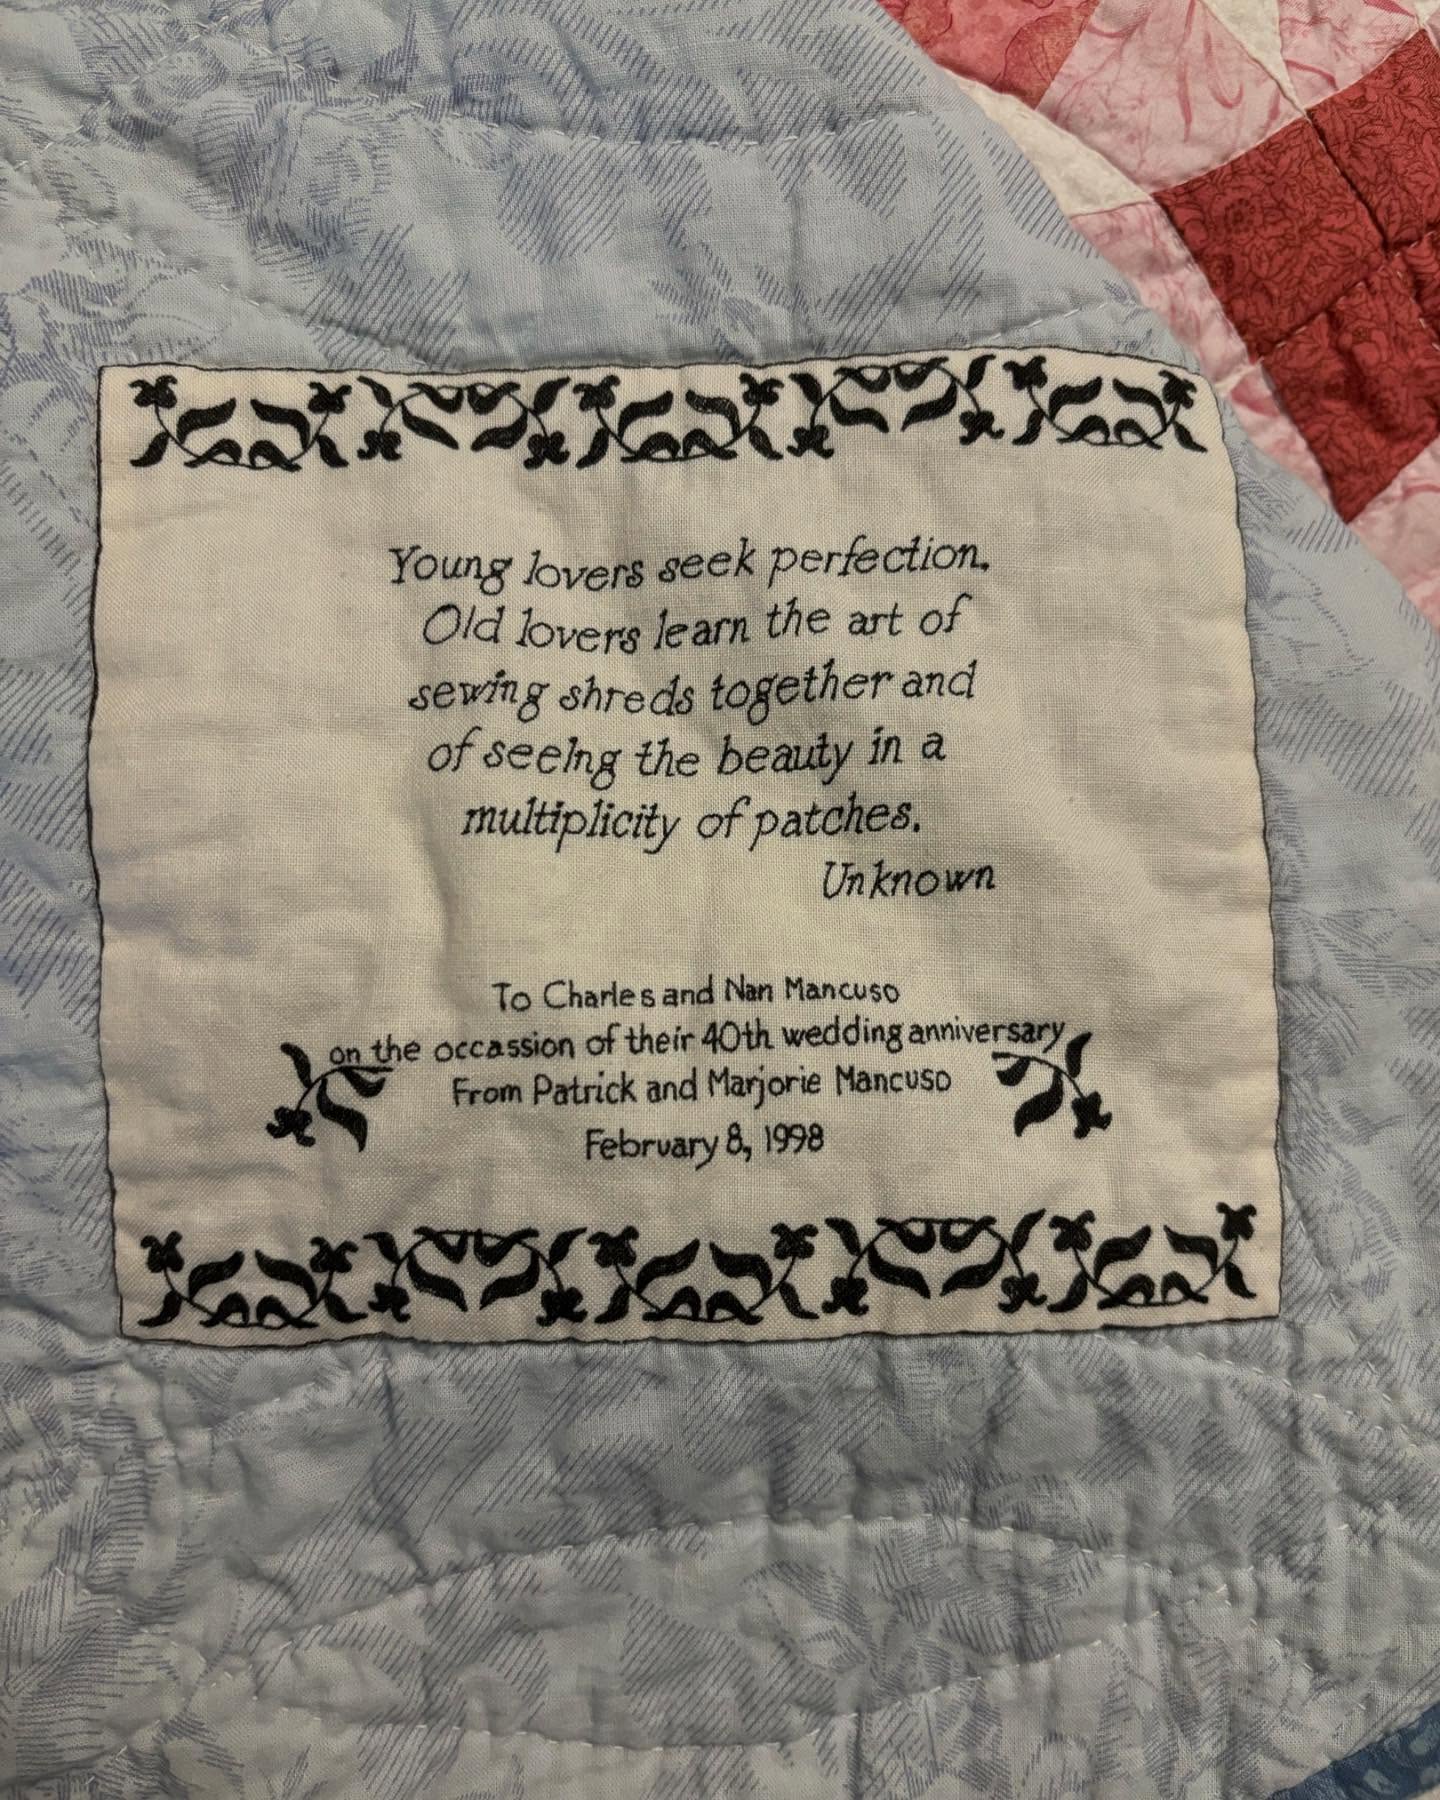 Young lovers seek perfection.
Old lovers learn the art of
sewing shreds together and
of seeing the beauty in a
multiplicity of patches.
Unknown
To Charles and Nan Mancuso
on the occassion of their 40th wedding anniversary
From Patrick and Marjorie Mancuso
February 8, 1998